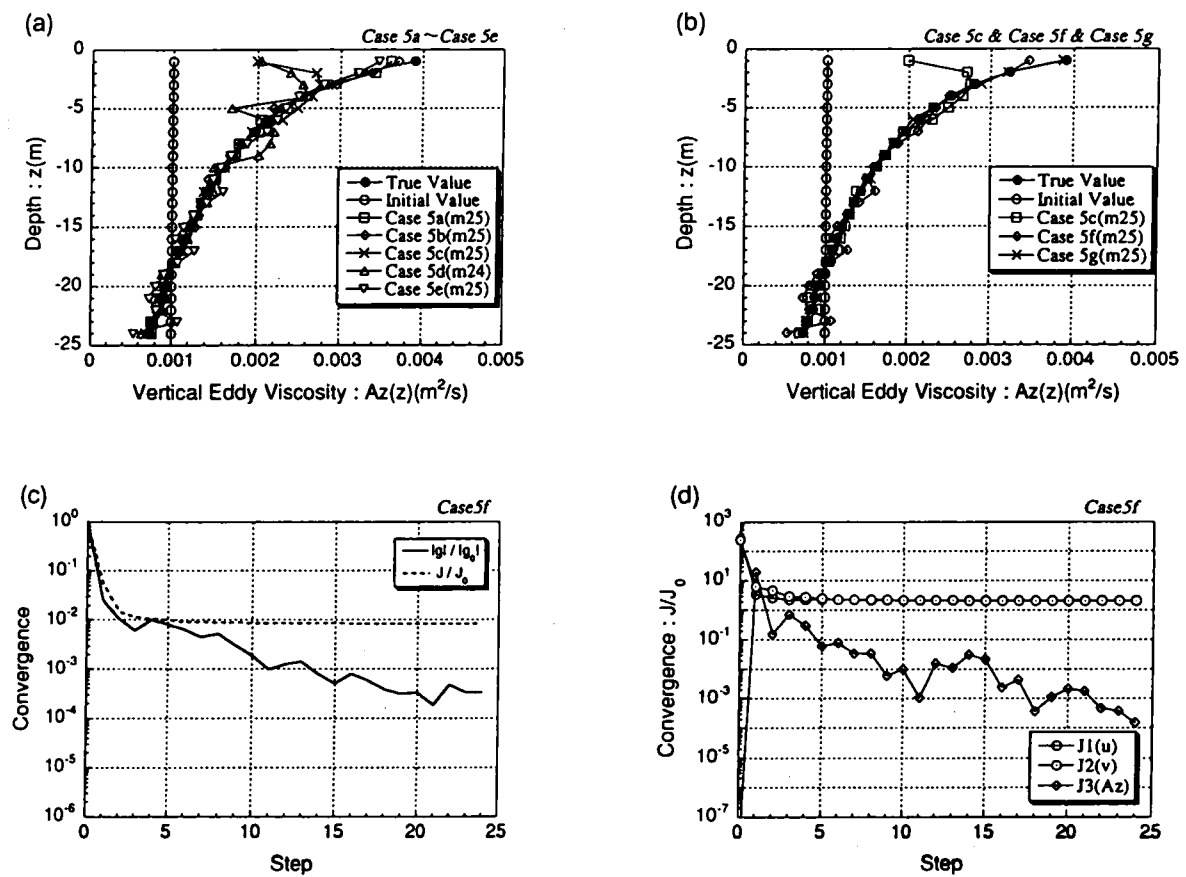 (a)
Case 5a ~ Case 5e
0
-5
-10
-15
-20
-25
Depth : z(m)
True Value
Initial Value
Case 5a(m25)
Case 5b(m25)
Case 5c(m25)
Case 5d(m24)
Case 5e(m25)
0
0.001
0.002
0.003
0.004
0.005
Vertical Eddy Viscosity : Az(z)(m²/s)
(b)
Case 5c & Case 5f & Case 5g
0
-5
-10
-15
-20
-25
Depth : z(m)
True Value
Initial Value
Case 5c(m25)
Case 5f(m25)
Case 5g(m25)
0
0.001
0.002
0.003
0.004
0.005
Vertical Eddy Viscosity : Az(z)(m²/s)
(c)
Case5f
10⁰
10⁻¹
10⁻²
10⁻³
10⁻⁴
10⁻⁵
10⁻⁶
Convergence
|g| / |g₀|
J / J₀
0
5
10
15
20
25
Step
(d)
Case5f
10³
10¹
10⁻¹
10⁻³
10⁻⁵
10⁻⁷
Convergence : J/J₀
J1(u)
J2(v)
J3(Az)
0
5
10
15
20
25
Step